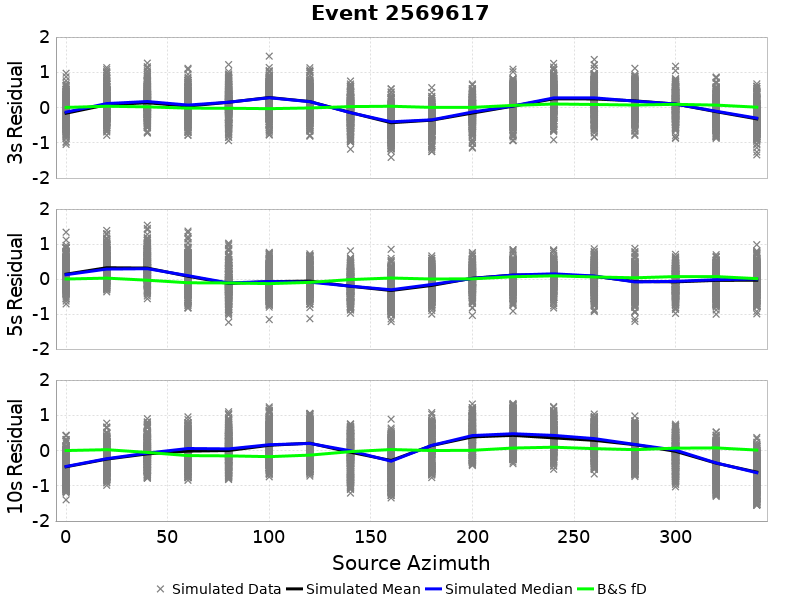 Event 2569617
2
1
0
-1
-2
3s Residual
2
1
0
-1
-2
5s Residual
2
1
0
-1
-2
10s Residual
0 50 100 150 200 250 300
Source Azimuth
Simulated Data Simulated Mean Simulated Median B&S fD